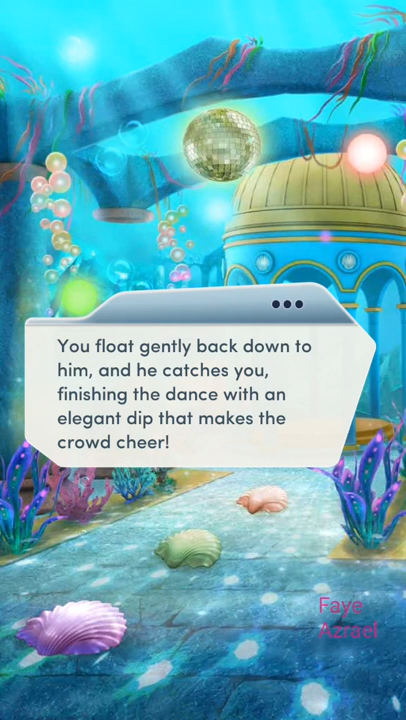 You float gently back down to
him, and he catches you,
finishing the dance with an
elegant dip that makes the
crowd cheer!
Faye
Azrael